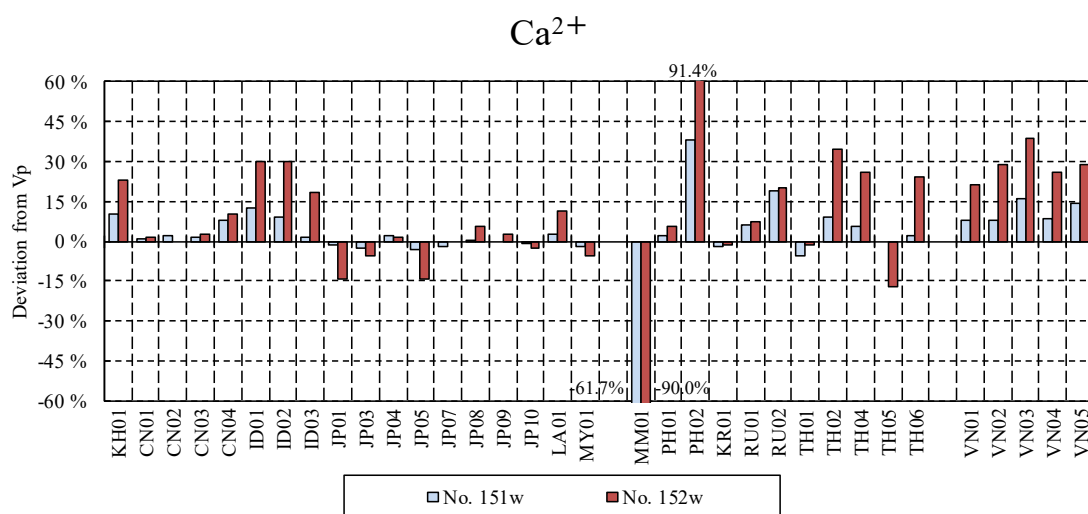 Ca²⁺
Deviation from Vp
60 %
45 %
30 %
15 %
0 %
-15 %
-30 %
-45 %
-60 %
91.4%
-61.7%
-90.0%
KH01
CN01
CN02
CN03
CN04
ID01
ID02
ID03
JP01
JP03
JP04
JP05
JP07
JP08
JP09
JP10
LA01
MY01
MM01
PH01
PH02
KR01
RU01
RU02
TH01
TH02
TH04
TH05
TH06
VN01
VN02
VN03
VN04
VN05
No. 151w
No. 152w